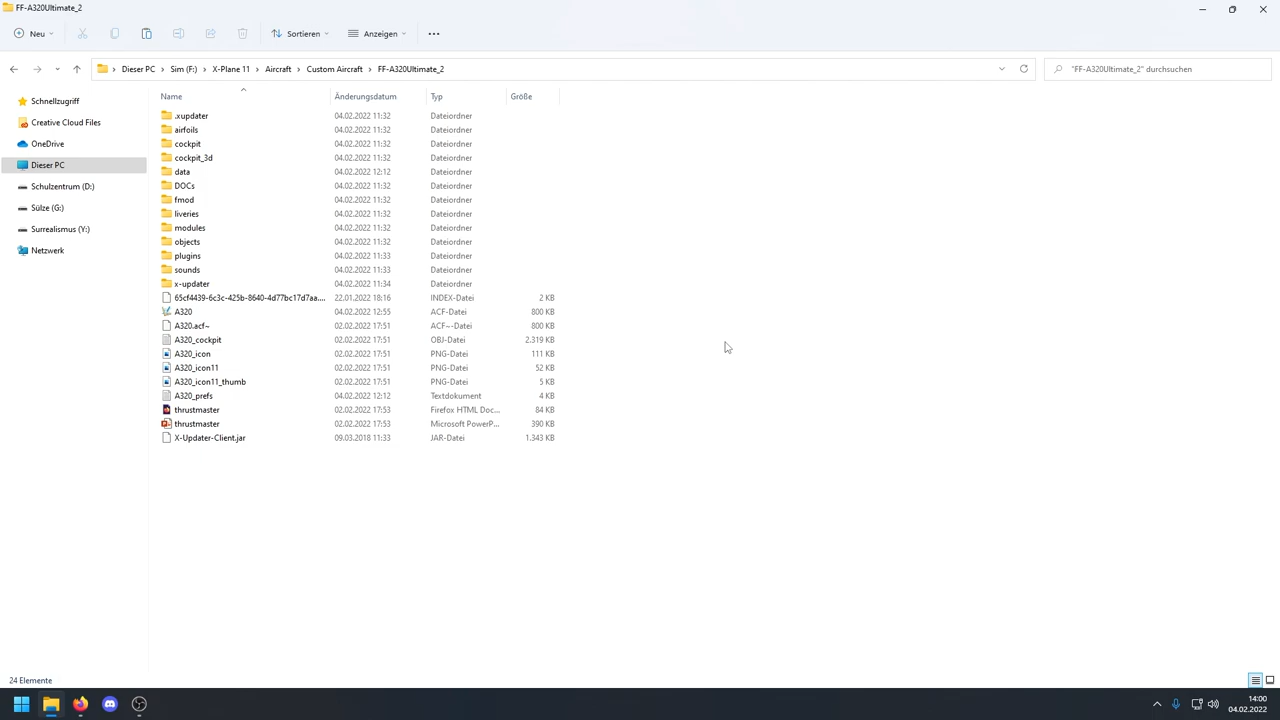 FF-A320Ultimate_2
Neu
Sortieren
Anzeigen
Dieser PC
Sim (F:)
X-Plane 11
Aircraft
Custom Aircraft
FF-A320Ultimate_2
"FF-A320Ultimate_2" durchsuchen
Schnellzugriff
Creative Cloud Files
OneDrive
Dieser PC
Schulzentrum (D:)
Sülze (G:)
Surrealismus (Y:)
Netzwerk
Name Änderungsdatum Typ Größe
.xupdater 04.02.2022 11:32 Dateiordner
airfoils 04.02.2022 11:32 Dateiordner
cockpit 04.02.2022 11:32 Dateiordner
cockpit_3d 04.02.2022 11:32 Dateiordner
data 04.02.2022 12:12 Dateiordner
DOCs 04.02.2022 11:32 Dateiordner
fmod 04.02.2022 11:32 Dateiordner
liveries 04.02.2022 11:32 Dateiordner
modules 04.02.2022 11:32 Dateiordner
objects 04.02.2022 11:32 Dateiordner
plugins 04.02.2022 11:33 Dateiordner
sounds 04.02.2022 11:33 Dateiordner
x-updater 04.02.2022 11:34 Dateiordner
65cf4439-6c3c-425b-8640-4d77bc17d7aa.... 22.01.2022 18:16 INDEX-Datei 2 KB
A320 04.02.2022 12:55 ACF-Datei 800 KB
A320.acf~ 02.02.2022 17:51 ACF~-Datei 800 KB
A320_cockpit 02.02.2022 17:51 OBJ-Datei 2.319 KB
A320_icon 02.02.2022 17:51 PNG-Datei 111 KB
A320_icon11 02.02.2022 17:51 PNG-Datei 52 KB
A320_icon11_thumb 02.02.2022 17:51 PNG-Datei 5 KB
A320_prefs 04.02.2022 12:12 Textdokument 4 KB
thrustmaster 02.02.2022 17:53 Firefox HTML Doc... 84 KB
thrustmaster 02.02.2022 17:53 Microsoft PowerP... 390 KB
X-Updater-Client.jar 09.03.2018 11:33 JAR-Datei 1.343 KB
24 Elemente
14:00
04.02.2022